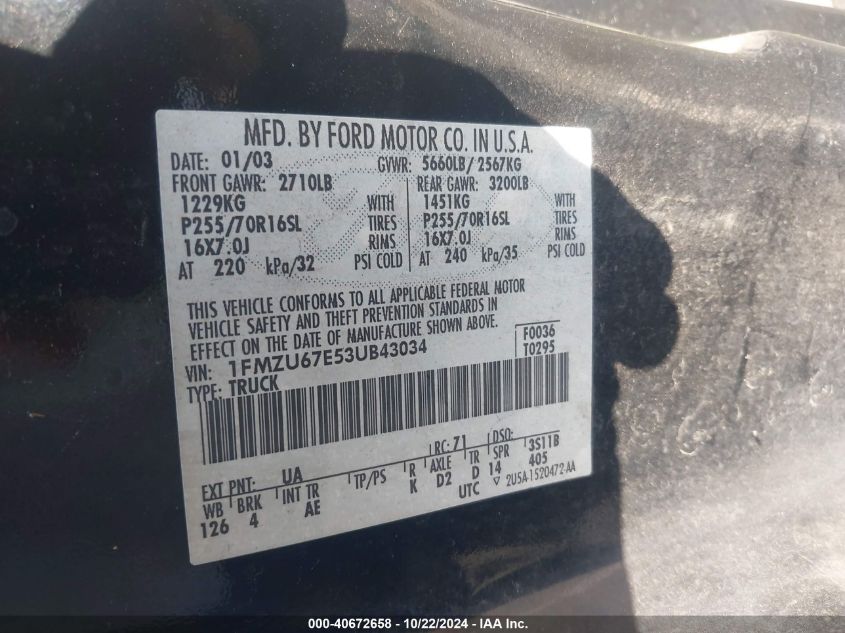 MFD. BY FORD MOTOR CO. IN U.S.A.
DATE: 01/03 GVWR: 5660LB/ 2567KG
FRONT GAWR: 2710LB REAR GAWR: 3200LB
1229KG WITH 1451KG WITH
P255/70R16SL TIRES P255/70R16SL TIRES
16X7.0J RIMS 16X7.0J RIMS
AT 220 kPa/32 PSI COLD AT 240 kPa/35 PSI COLD
THIS VEHICLE CONFORMS TO ALL APPLICABLE FEDERAL MOTOR
VEHICLE SAFETY AND THEFT PREVENTION STANDARDS IN
EFFECT ON THE DATE OF MANUFACTURE SHOWN ABOVE.
VIN: 1FMZU67E53UB43034 F0036
TYPE: TRUCK T0295
EXT PNT: UA RC: 71 DSO: 3S11B
WB BRK INT TR TP/PS R AXLE TR SPR
126 4 AE K D2 D 14 405
UTC ▽ 2U5A-1520472-AA
000-40672658 - 10/22/2024 - IAA Inc.